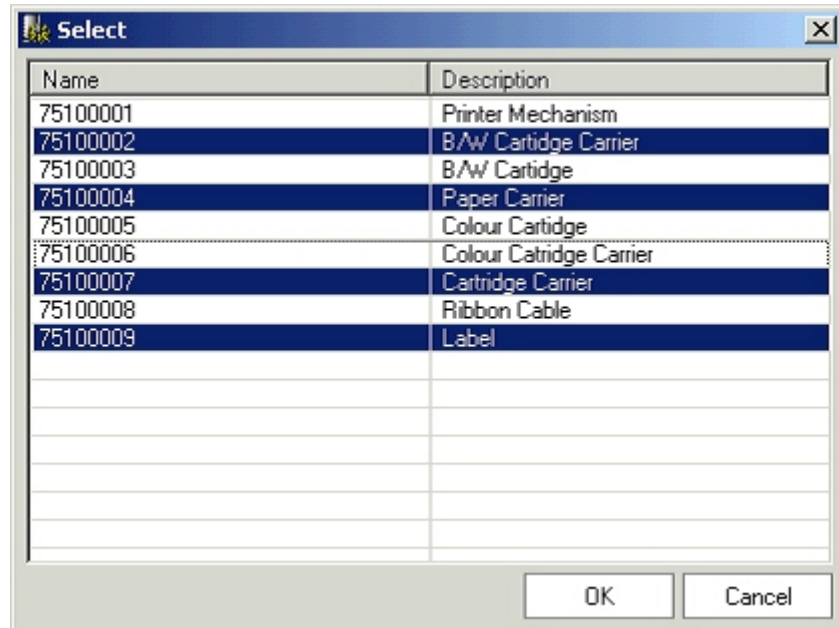 Select
Name Description
75100001 Printer Mechanism
75100002 B/W Cartidge Carrier
75100003 B/W Cartidge
75100004 Paper Carrier
75100005 Colour Cartidge
75100006 Colour Catridge Carrier
75100007 Cartridge Carrier
75100008 Ribbon Cable
75100009 Label
OK Cancel